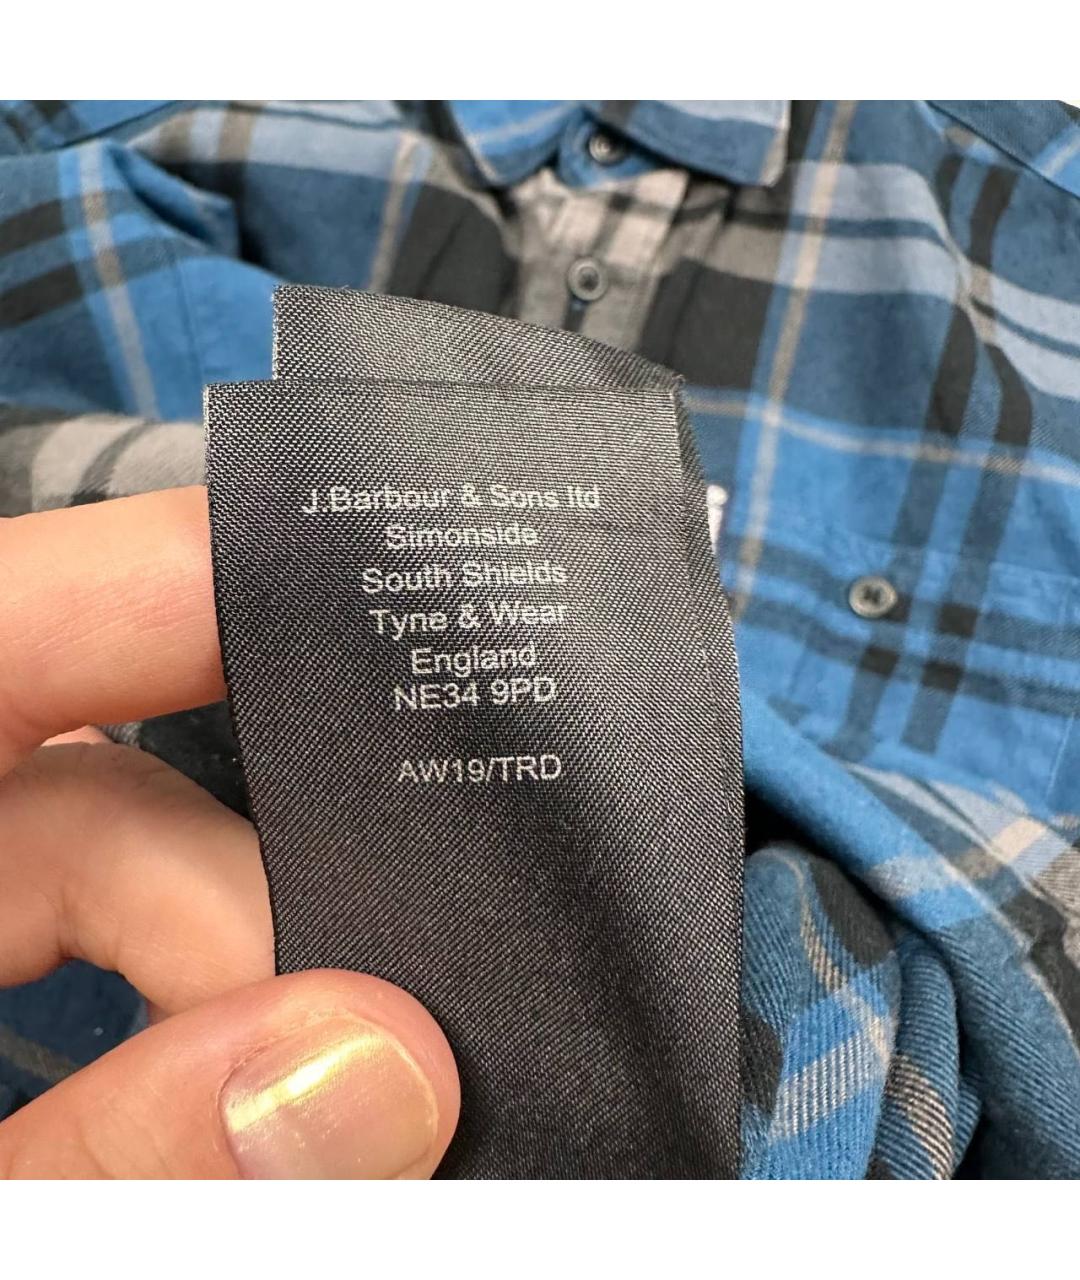 J.Barbour & Sons ltd
Simonside
South Shields
Tyne & Wear
England
NE34 9PD
AW19/TRD